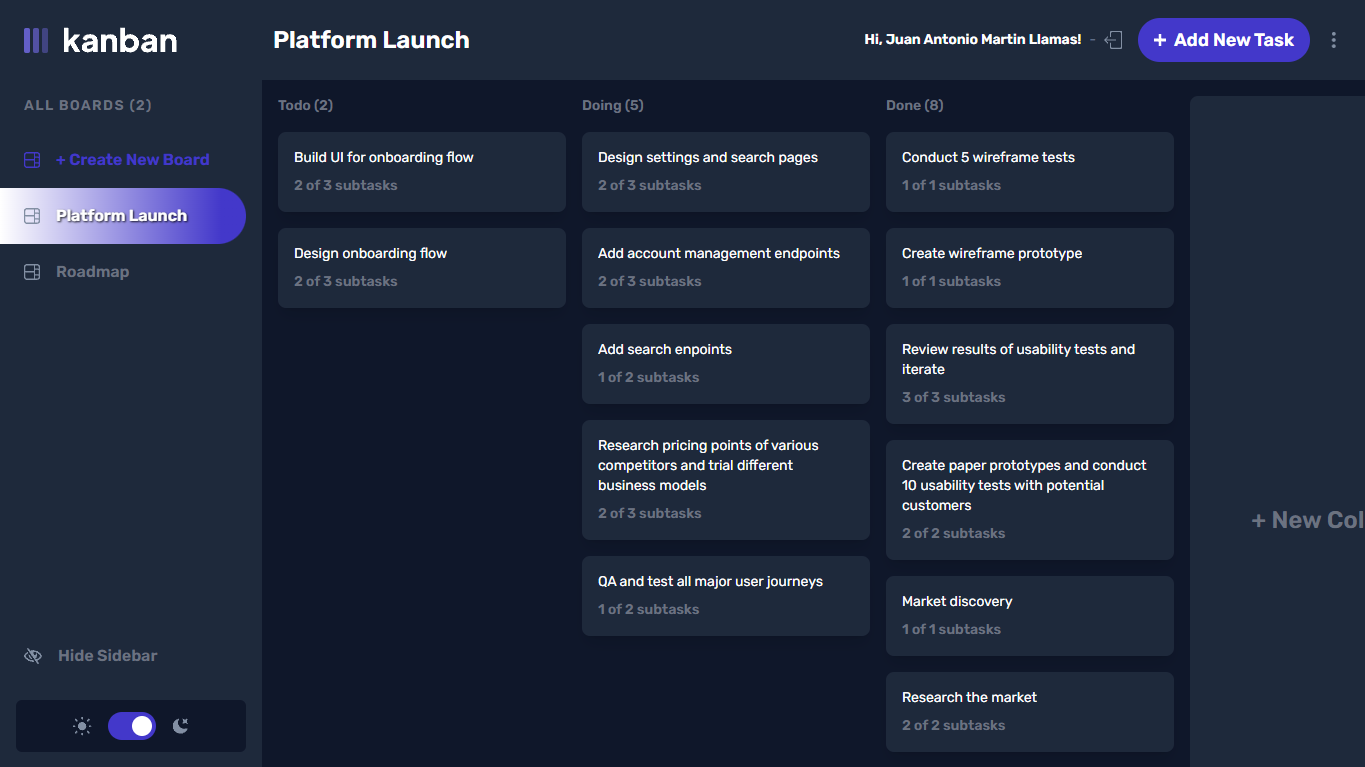 kanban
Platform Launch
Hi, Juan Antonio Martin Llamas! -
+ Add New Task
ALL BOARDS (2)
+ Create New Board
Platform Launch
Roadmap
Hide Sidebar
Todo (2)
Build UI for onboarding flow
2 of 3 subtasks
Design onboarding flow
2 of 3 subtasks
Doing (5)
Design settings and search pages
2 of 3 subtasks
Add account management endpoints
2 of 3 subtasks
Add search enpoints
1 of 2 subtasks
Research pricing points of various
competitors and trial different
business models
2 of 3 subtasks
QA and test all major user journeys
1 of 2 subtasks
Done (8)
Conduct 5 wireframe tests
1 of 1 subtasks
Create wireframe prototype
1 of 1 subtasks
Review results of usability tests and
iterate
3 of 3 subtasks
Create paper prototypes and conduct
10 usability tests with potential
customers
2 of 2 subtasks
Market discovery
1 of 1 subtasks
Research the market
2 of 2 subtasks
+ New Col